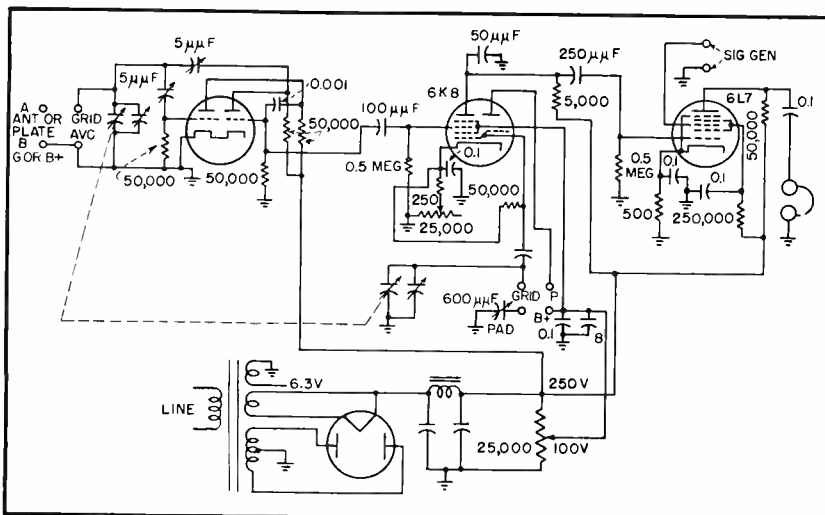 50μμF
5μμF
250μμF
SIG GEN
5μμF
0.001
6K8
6L7
0.1
A
ANT OR
PLATE
B
G OR B+
GRID
AVC
100μμF
5,000
50,000
50,000
0.1
0.5 MEG
0.5
MEG
0.1
0.1
50,000
50,000
250
50,000
500
250,000
25,000
600μμF
GRID
P
PAD
B+
0.1
8
6.3V
250V
LINE
25,000
100V